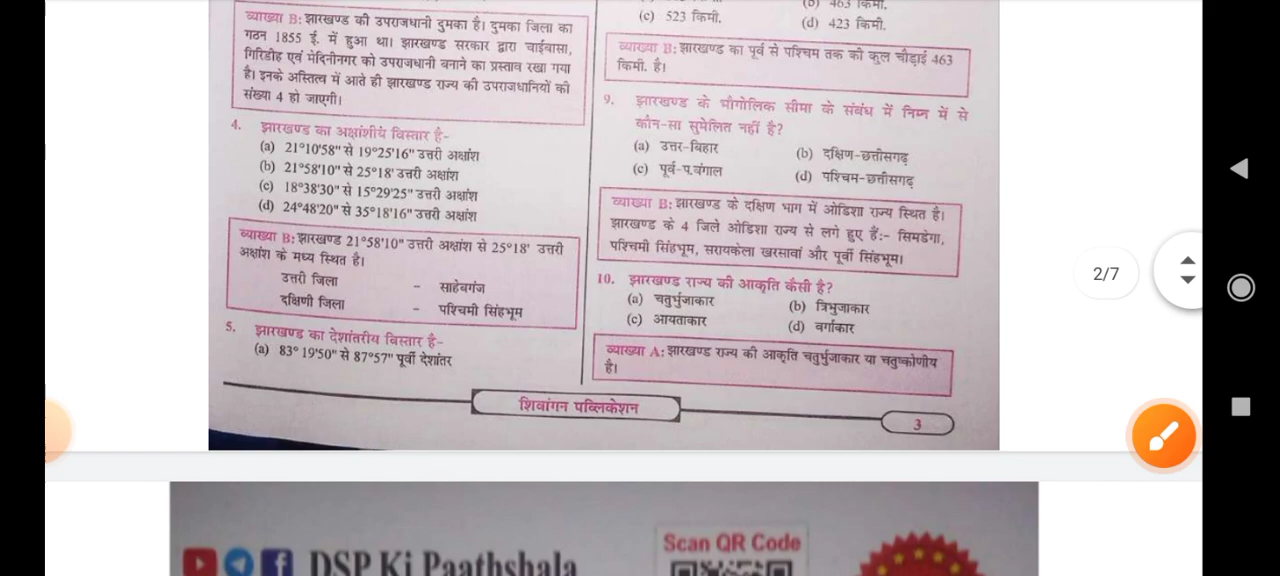 व्याख्या B: झारखण्ड की उपराजधानी दुमका है। दुमका जिला का
गठन 1855 ई. में हुआ था। झारखण्ड सरकार द्वारा चाईबासा,
गिरिडीह एवं मेदिनीनगर को उपराजधानी बनाने का प्रस्ताव रखा गया
है। इनके अस्तित्व में आते ही झारखण्ड राज्य की उपराजधानियों की
संख्या 4 हो जाएगी।
4. झारखण्ड का अक्षांशीय विस्तार है-
(a) 21°10'58" से 19°25'16" उत्तरी अक्षांश
(b) 21°58'10" से 25°18' उत्तरी अक्षांश
(c) 18°38'30" से 15°29'25" उत्तरी अक्षांश
(d) 24°48'20" से 35°18'16" उत्तरी अक्षांश
व्याख्या B: झारखण्ड 21°58'10" उत्तरी अक्षांश से 25°18' उत्तरी
अक्षांश के मध्य स्थित है।
उत्तरी जिला - साहेबगंज
दक्षिणी जिला - पश्चिमी सिंहभूम
5. झारखण्ड का देशांतरीय विस्तार है-
(a) 83° 19'50" से 87°57" पूर्वी देशांतर
(b) 463 किमी.
(c) 523 किमी. (d) 423 किमी.
व्याख्या B: झारखण्ड का पूर्व से पश्चिम तक की कुल चौड़ाई 463
किमी. है।
9. झारखण्ड के भौगोलिक सीमा के संबंध में निम्न में से
कौन-सा सुमेलित नहीं है?
(a) उत्तर-बिहार (b) दक्षिण-छत्तीसगढ़
(c) पूर्व-प.बंगाल (d) पश्चिम-छत्तीसगढ़
व्याख्या B: झारखण्ड के दक्षिण भाग में ओडिशा राज्य स्थित है।
झारखण्ड के 4 जिले ओडिशा राज्य से लगे हुए हैं:- सिमडेगा,
पश्चिमी सिंहभूम, सरायकेला खरसावां और पूर्वी सिंहभूम।
10. झारखण्ड राज्य की आकृति कैसी है?
(a) चतुर्भुजाकार (b) त्रिभुजाकार
(c) आयताकार (d) वर्गाकार
व्याख्या A: झारखण्ड राज्य की आकृति चतुर्भुजाकार या चतुष्कोणीय
है।
शिवांगन पब्लिकेशन
3
2/7
DSP Ki Paathshala
Scan QR Code